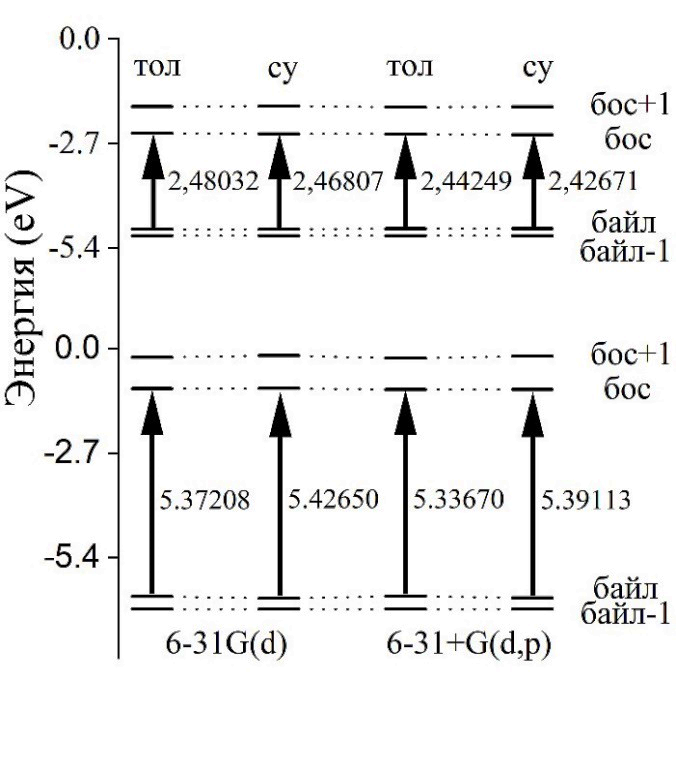 0.0
тол су тол су
бос+1
-2.7
бос
2,48032 2,46807 2,44249 2,42671
байл
-5.4
байл-1
Энергия (eV)
0.0
бос+1
бос
-2.7
5.37208 5.42650 5.33670 5.39113
-5.4
байл
байл-1
6-31G(d) 6-31+G(d,p)